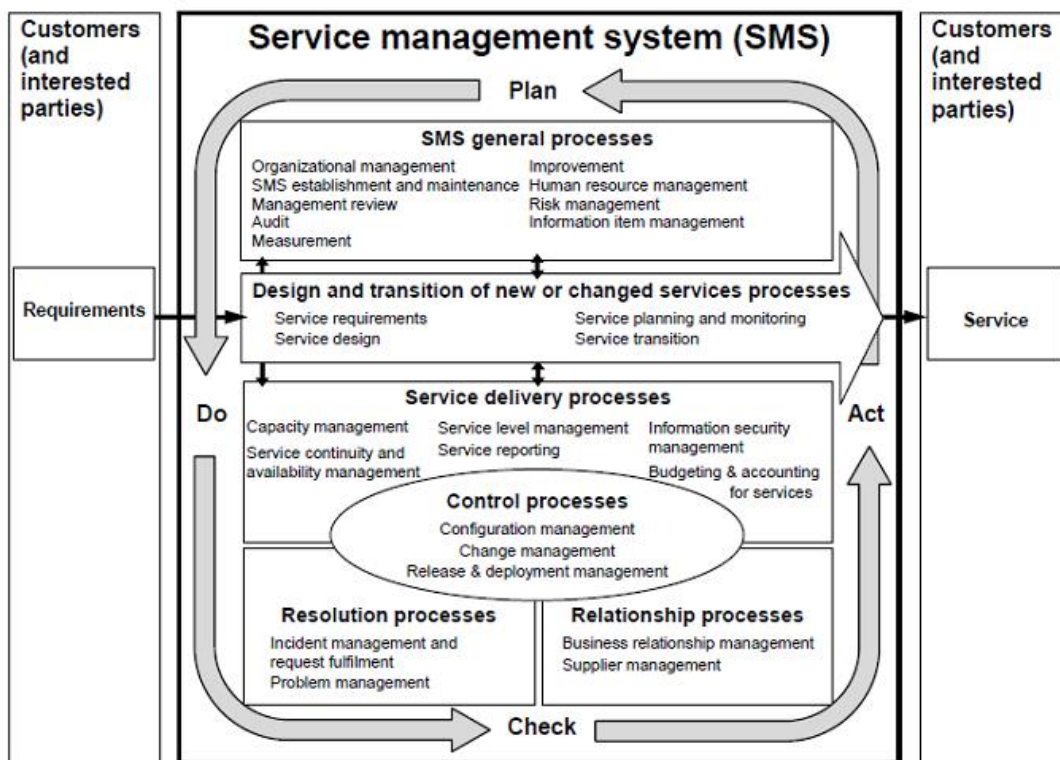 Customers
(and
interested
parties)
Requirements
Service management system (SMS)
Plan
SMS general processes
Organizational management
SMS establishment and maintenance
Management review
Audit
Measurement
Improvement
Human resource management
Risk management
Information item management
Design and transition of new or changed services processes
Service requirements
Service design
Service planning and monitoring
Service transition
Do
Act
Service delivery processes
Capacity management
Service continuity and
availability management
Service level management
Service reporting
Information security
management
Budgeting & accounting
for services
Control processes
Configuration management
Change management
Release & deployment management
Resolution processes
Incident management and
request fulfilment
Problem management
Relationship processes
Business relationship management
Supplier management
Check
Customers
(and
interested
parties)
Service